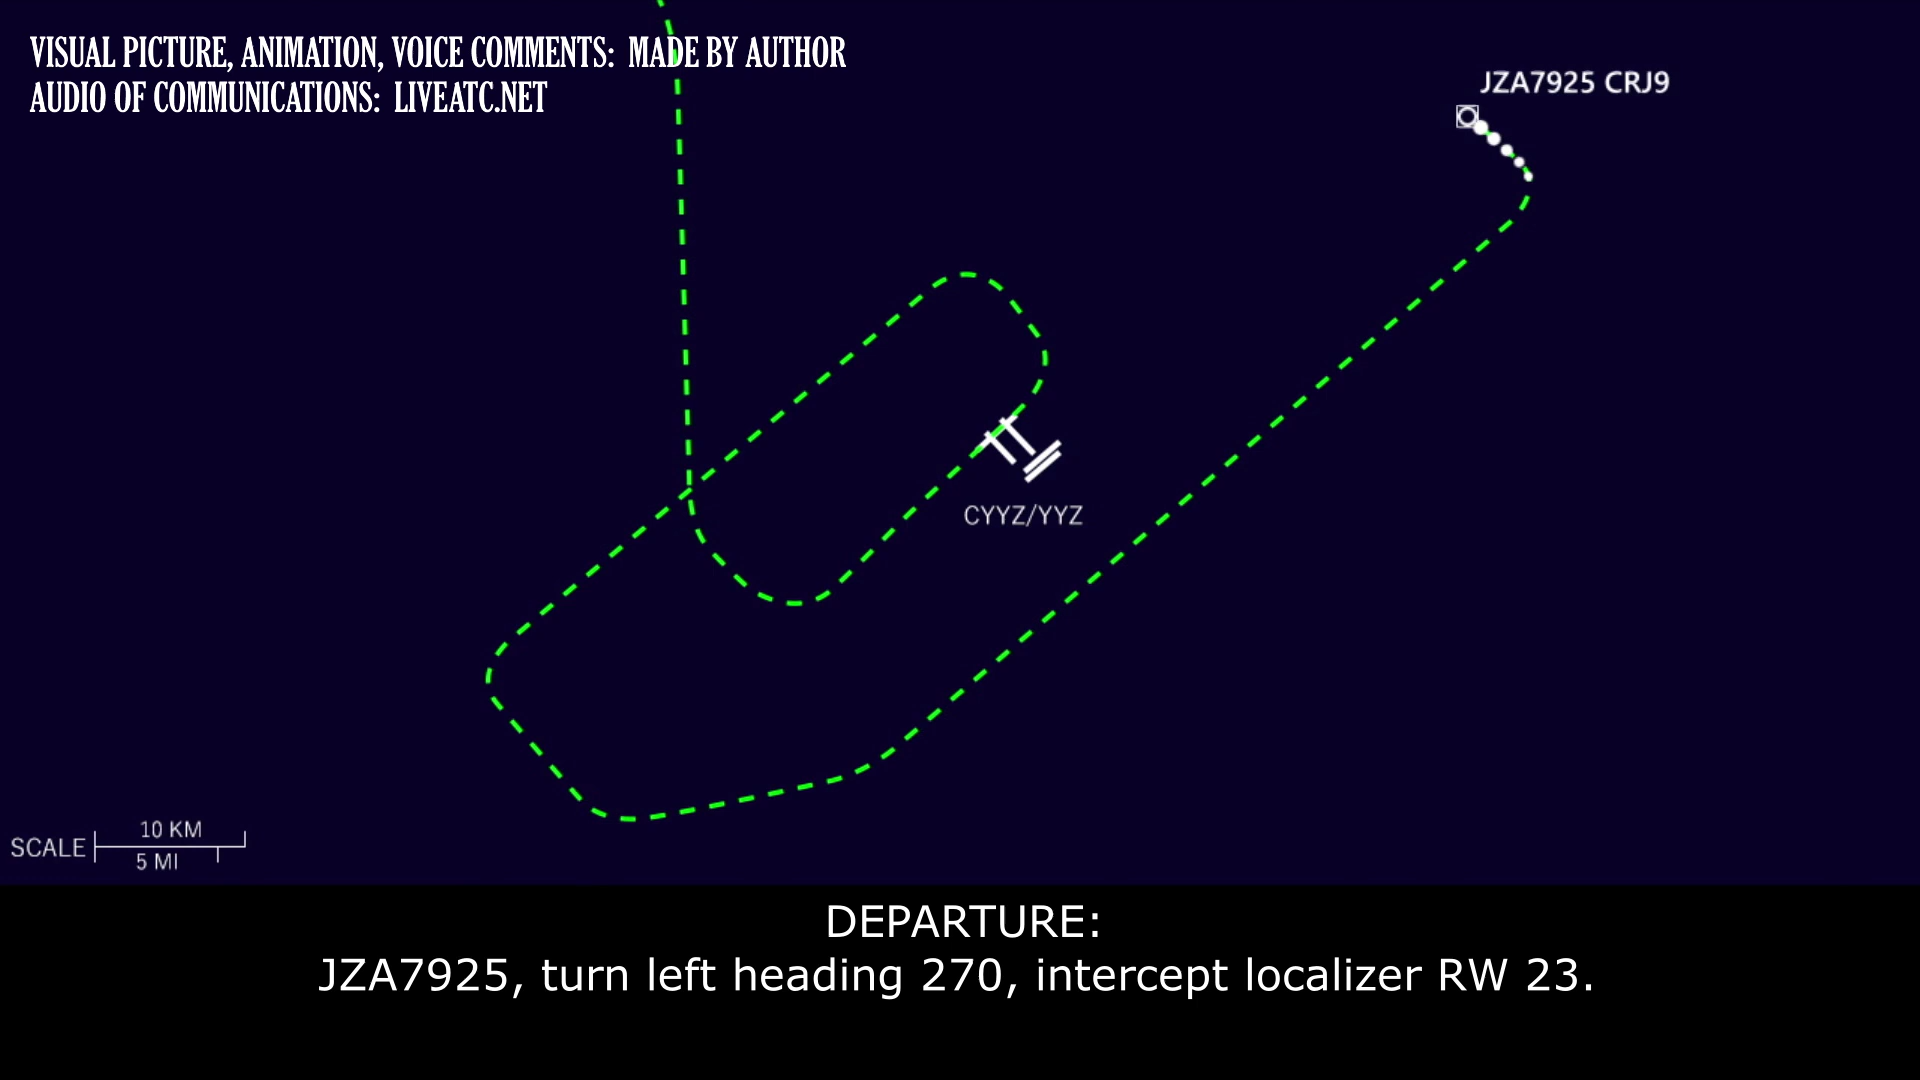 VISUAL PICTURE, ANIMATION, VOICE COMMENTS: MADE BY AUTHOR
AUDIO OF COMMUNICATIONS: LIVEATC.NET
JZA7925 CRJ9
CYYZ/YYZ
10 KM
SCALE
5 MI
DEPARTURE:
JZA7925, turn left heading 270, intercept localizer RW 23.